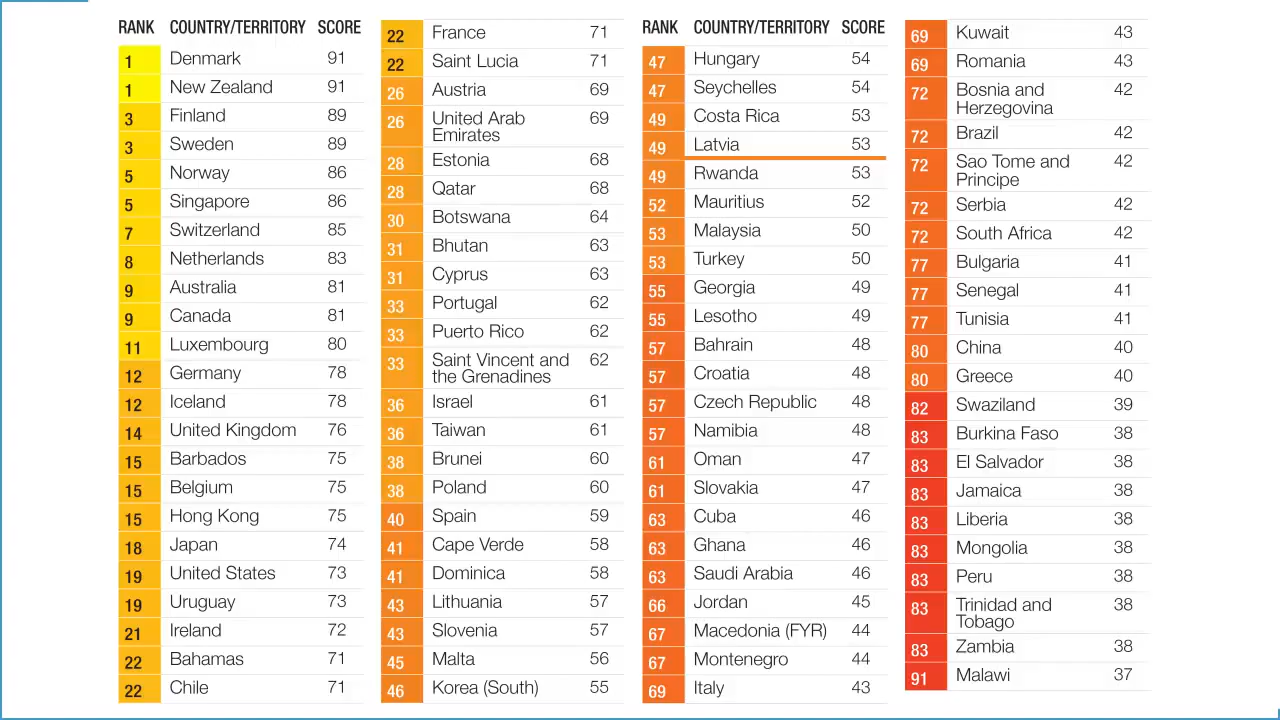 RANK COUNTRY/TERRITORY SCORE
1 Denmark 91
1 New Zealand 91
3 Finland 89
3 Sweden 89
5 Norway 86
5 Singapore 86
7 Switzerland 85
8 Netherlands 83
9 Australia 81
9 Canada 81
11 Luxembourg 80
12 Germany 78
12 Iceland 78
14 United Kingdom 76
15 Barbados 75
15 Belgium 75
15 Hong Kong 75
18 Japan 74
19 United States 73
19 Uruguay 73
21 Ireland 72
22 Bahamas 71
22 Chile 71
22 France 71
22 Saint Lucia 71
26 Austria 69
26 United Arab 69
Emirates
28 Estonia 68
28 Qatar 68
30 Botswana 64
31 Bhutan 63
31 Cyprus 63
33 Portugal 62
33 Puerto Rico 62
33 Saint Vincent and 62
the Grenadines
36 Israel 61
36 Taiwan 61
38 Brunei 60
38 Poland 60
40 Spain 59
41 Cape Verde 58
41 Dominica 58
43 Lithuania 57
43 Slovenia 57
45 Malta 56
46 Korea (South) 55
RANK COUNTRY/TERRITORY SCORE
47 Hungary 54
47 Seychelles 54
49 Costa Rica 53
49 Latvia 53
49 Rwanda 53
52 Mauritius 52
53 Malaysia 50
53 Turkey 50
55 Georgia 49
55 Lesotho 49
57 Bahrain 48
57 Croatia 48
57 Czech Republic 48
57 Namibia 48
61 Oman 47
61 Slovakia 47
63 Cuba 46
63 Ghana 46
63 Saudi Arabia 46
66 Jordan 45
67 Macedonia (FYR) 44
67 Montenegro 44
69 Italy 43
69 Kuwait 43
69 Romania 43
72 Bosnia and 42
Herzegovina
72 Brazil 42
72 Sao Tome and 42
Principe
72 Serbia 42
72 South Africa 42
77 Bulgaria 41
77 Senegal 41
77 Tunisia 41
80 China 40
80 Greece 40
82 Swaziland 39
83 Burkina Faso 38
83 El Salvador 38
83 Jamaica 38
83 Liberia 38
83 Mongolia 38
83 Peru 38
83 Trinidad and 38
Tobago
83 Zambia 38
91 Malawi 37